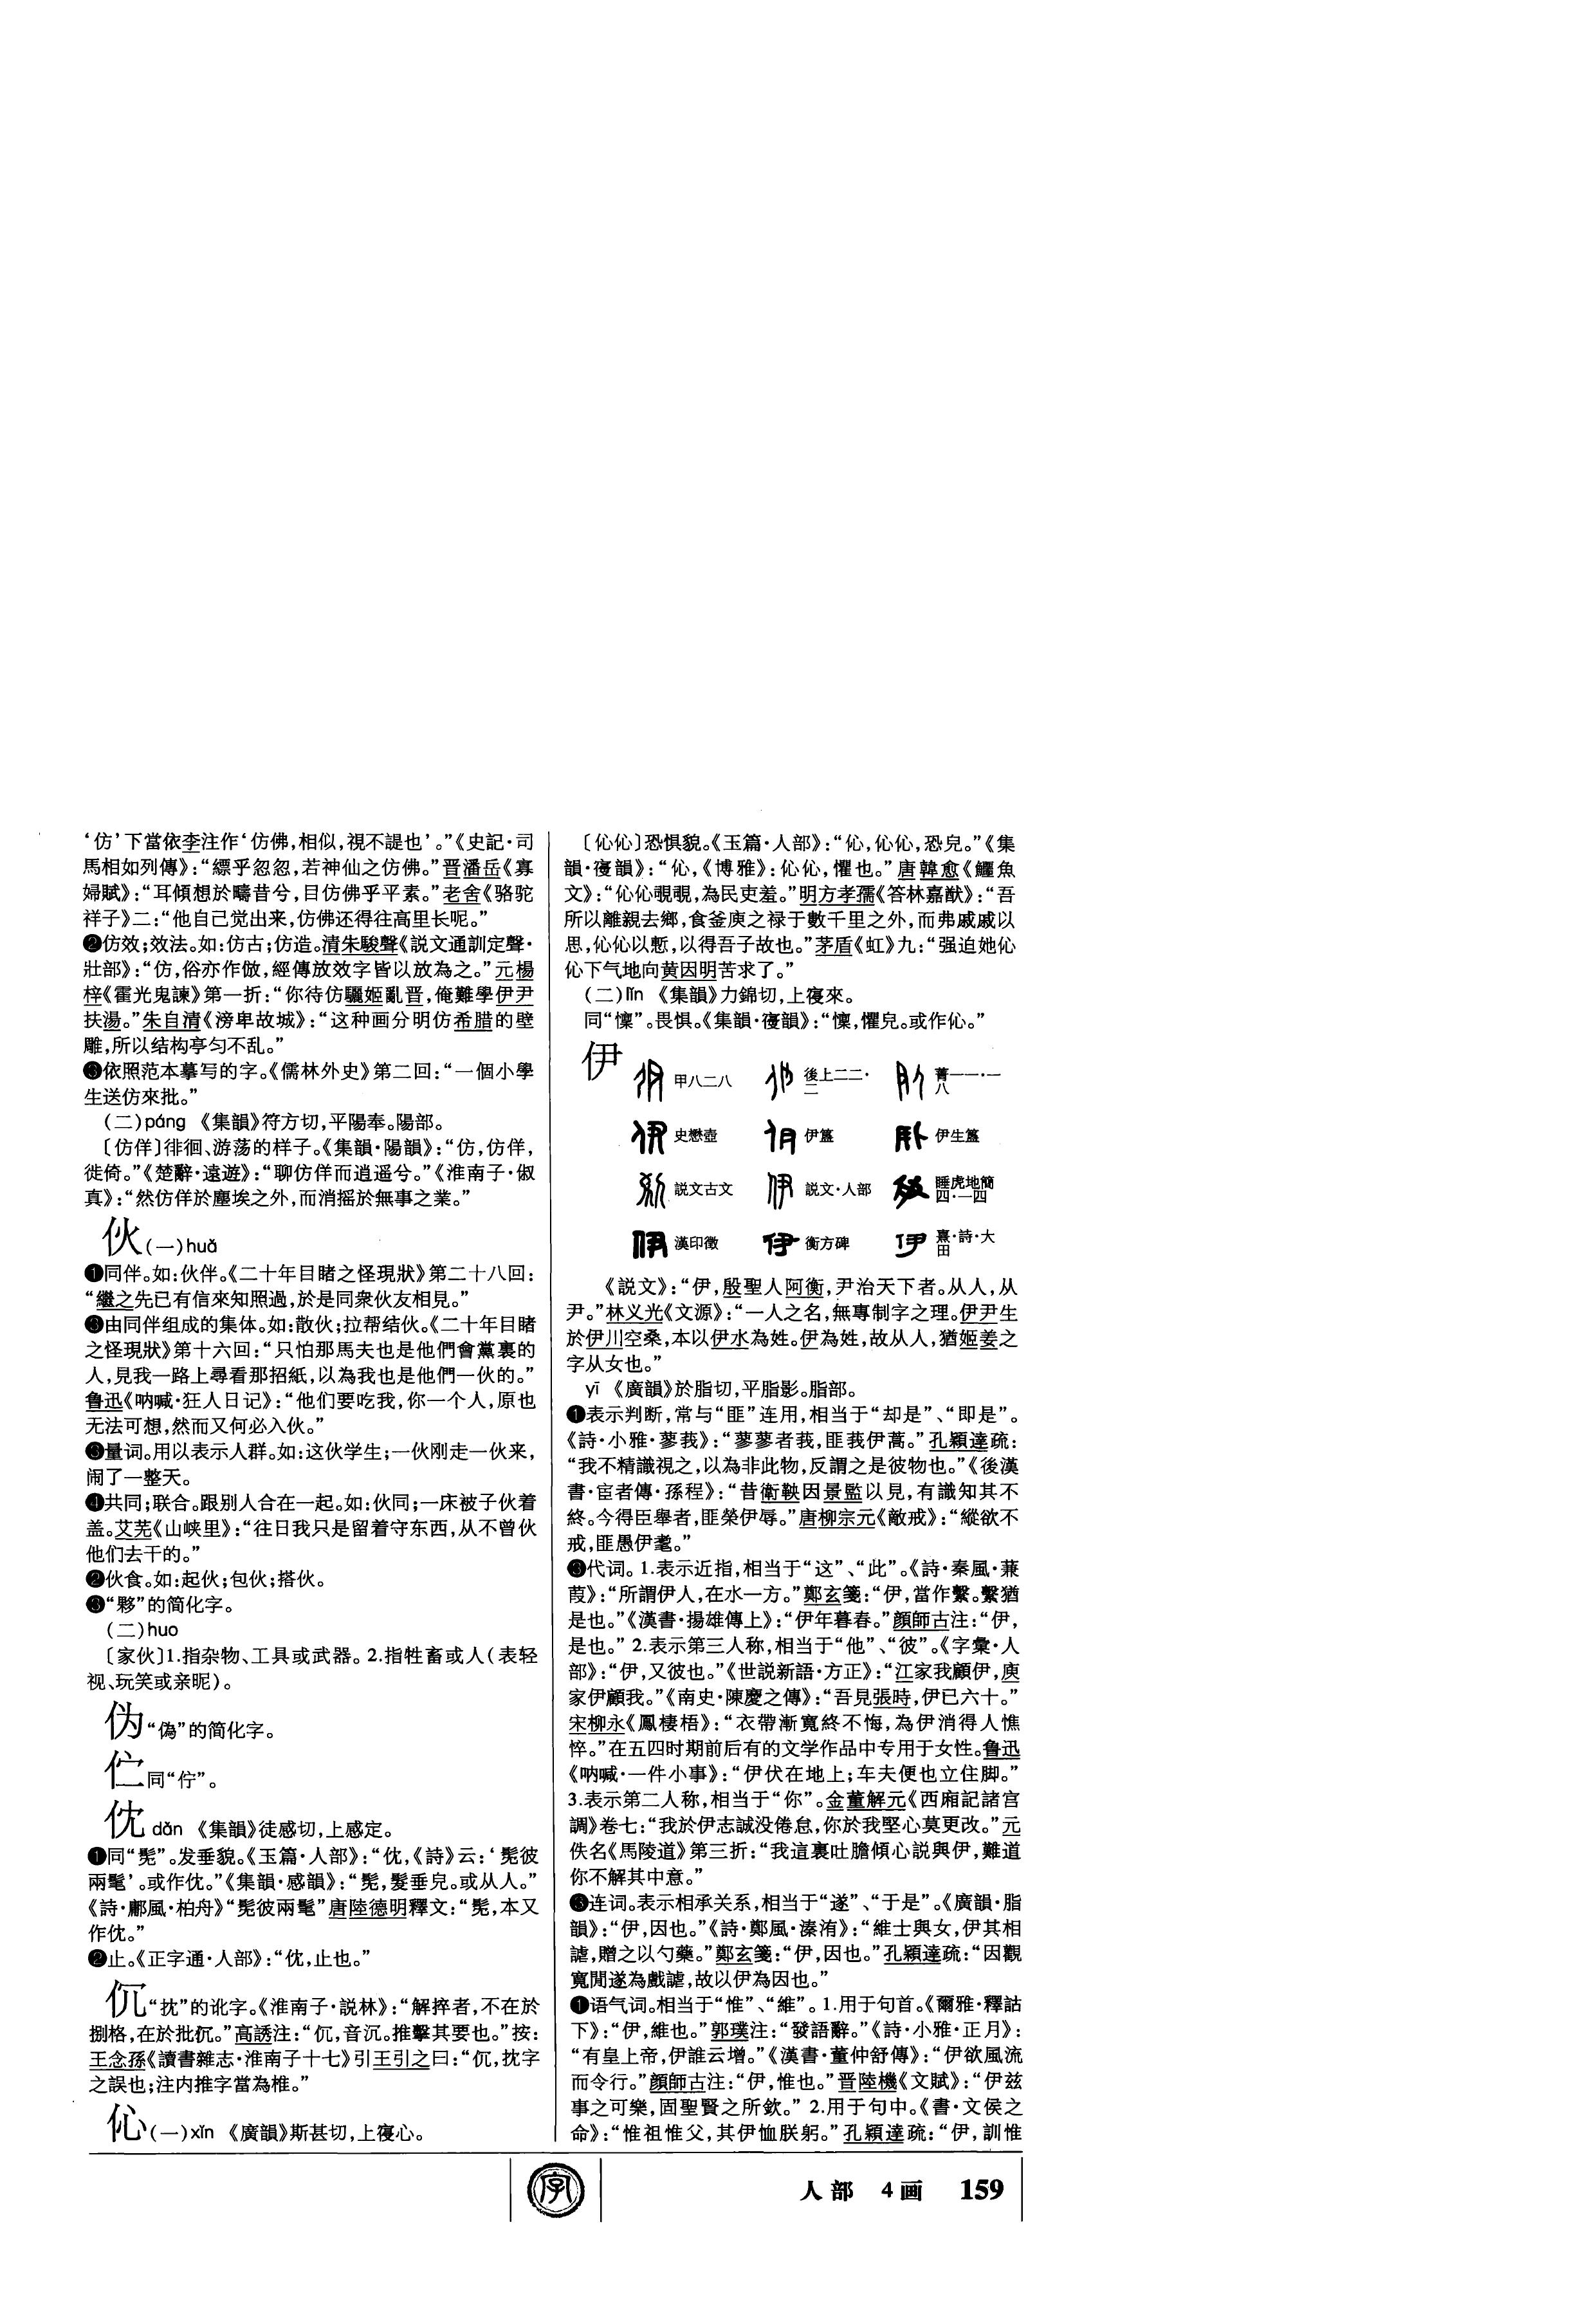 ‘仿’下當依李注作‘仿佛,相似,視不諟也’。”《史記·司
馬相如列傳》:“縹乎忽忽,若神仙之仿佛。”晋潘岳《寡
婦賦》:“耳傾想於疇昔兮,目仿佛乎平素。”老舍《骆驼
祥子》二:“他自己觉出来,仿佛还得往高里长呢。”
❷仿效;效法。如:仿古;仿造。清朱駿聲《説文通訓定聲·
壯部》:“仿,俗亦作倣,經傳放效字皆以放為之。”元楊
梓《霍光鬼諫》第一折:“你待仿驪姬亂晋,俺難學伊尹
扶湯。”朱自清《滂卑故城》:“这种画分明仿希腊的壁
雕,所以结构亭匀不乱。”
❸依照范本摹写的字。《儒林外史》第二回:“一個小學
生送仿來批。”
(二)páng 《集韻》符方切,平陽奉。陽部。
〔仿佯〕徘徊、游荡的样子。《集韻·陽韻》:“仿,仿佯,
徙倚。”《楚辭·遠遊》:“聊仿佯而逍遥兮。”《淮南子·俶
真》:“然仿佯於塵埃之外,而消摇於無事之業。”
伙(一)huǒ
❶同伴。如:伙伴。《二十年目睹之怪現狀》第二十八回:
“繼之先已有信來知照過,於是同衆伙友相見。”
❸由同伴组成的集体。如:散伙;拉帮结伙。《二十年目睹
之怪現狀》第十六回:“只怕那馬夫也是他們會黨裏的
人,見我一路上尋看那招紙,以為我也是他們一伙的。”
鲁迅《呐喊·狂人日记》:“他们要吃我,你一个人,原也
无法可想,然而又何必入伙。”
❸量词。用以表示人群。如:这伙学生;一伙刚走一伙来,
闹了一整天。
❹共同;联合。跟别人合在一起。如:伙同;一床被子伙着
盖。艾芜《山峡里》:“往日我只是留着守东西,从不曾伙
他们去干的。”
❷伙食。如:起伙;包伙;搭伙。
❸“夥”的简化字。
(二)huo
〔家伙〕1.指杂物、工具或武器。2.指牲畜或人(表轻
视、玩笑或亲昵)。
伪“偽”的简化字。
伫同“佇”。
㐤 dǎn 《集韻》徒感切,上感定。
❶同“髧”。发垂貌。《玉篇·人部》:“㐤,《詩》云:‘髧彼
兩髦’。或作㐤。”《集韻·感韻》:“髧,髮垂皃。或从人。”
《詩·鄘風·柏舟》“髧彼兩髦”唐陸德明釋文:“髧,本又
作㐤。”
❷止。《正字通·人部》:“㐤,止也。”
㐣“抌”的讹字。《淮南子·説林》:“解捽者,不在於
捌格,在於批㐣。”高誘注:“㐣,音沉。推擊其要也。”按:
王念孫《讀書雜志·淮南子十七》引王引之曰:“㐣,抌字
之誤也;注内推字當為椎。”
伈(一)xǐn 《廣韻》斯甚切,上寑心。
〔伈伈〕恐惧貌。《玉篇·人部》:“伈,伈伈,恐皃。”《集
韻·寑韻》:“伈,《博雅》:伈伈,懼也。”唐韓愈《鱷魚
文》:“伈伈睍睍,為民吏羞。”明方孝孺《答林嘉猷》:“吾
所以離親去鄉,食釜庾之禄于數千里之外,而弗戚戚以
思,伈伈以慙,以得吾子故也。”茅盾《虹》九:“强迫她伈
伈下气地向黄因明苦求了。”
(二)lǐn 《集韻》力錦切,上寑來。
同“懍”。畏惧。《集韻·寑韻》:“懍,懼皃。或作伈。”
伊 甲八二八 後上二二·二 菁一一·一八
史懋壺 伊簋 伊生簋
説文古文 説文·人部 睡虎地簡四·一四
漢印徵 衡方碑 熹·詩·大田
《説文》:“伊,殷聖人阿衡,尹治天下者。从人,从
尹。”林义光《文源》:“一人之名,無專制字之理。伊尹生
於伊川空桑,本以伊水為姓。伊為姓,故从人,猶姬姜之
字从女也。”
yī 《廣韻》於脂切,平脂影。脂部。
❶表示判断,常与“匪”连用,相当于“却是”、“即是”。
《詩·小雅·蓼莪》:“蓼蓼者莪,匪莪伊蒿。”孔穎達疏:
“我不精識視之,以為非此物,反謂之是彼物也。”《後漢
書·宦者傳·孫程》:“昔衛鞅因景監以見,有識知其不
終。今得臣舉者,匪榮伊辱。”唐柳宗元《敵戒》:“縱欲不
戒,匪愚伊耄。”
❸代词。1.表示近指,相当于“这”、“此”。《詩·秦風·蒹
葭》:“所謂伊人,在水一方。”鄭玄箋:“伊,當作繄。繄猶
是也。”《漢書·揚雄傳上》:“伊年暮春。”顔師古注:“伊,
是也。” 2.表示第三人称,相当于“他”、“彼”。《字彙·人
部》:“伊,又彼也。”《世説新語·方正》:“江家我顧伊,庾
家伊顧我。”《南史·陳慶之傳》:“吾見張時,伊已六十。”
宋柳永《鳳棲梧》:“衣帶漸寬終不悔,為伊消得人憔
悴。”在五四时期前后有的文学作品中专用于女性。鲁迅
《呐喊·一件小事》:“伊伏在地上;车夫便也立住脚。”
3.表示第二人称,相当于“你”。金董解元《西廂記諸宫
調》卷七:“我於伊志誠没倦怠,你於我堅心莫更改。”元
佚名《馬陵道》第三折:“我這裏吐膽傾心説與伊,難道
你不解其中意。”
❸连词。表示相承关系,相当于“遂”、“于是”。《廣韻·脂
韻》:“伊,因也。”《詩·鄭風·溱洧》:“維士與女,伊其相
謔,贈之以勺藥。”鄭玄箋:“伊,因也。”孔穎達疏:“因觀
寬閒遂為戲謔,故以伊為因也。”
❶语气词。相当于“惟”、“維”。1.用于句首。《爾雅·釋詁
下》:“伊,維也。”郭璞注:“發語辭。”《詩·小雅·正月》:
“有皇上帝,伊誰云增。”《漢書·董仲舒傳》:“伊欲風流
而令行。”顔師古注:“伊,惟也。”晋陸機《文賦》:“伊兹
事之可樂,固聖賢之所欽。” 2.用于句中。《書·文侯之
命》:“惟祖惟父,其伊恤朕躬。”孔穎達疏:“伊,訓惟
字
人部 4画 159